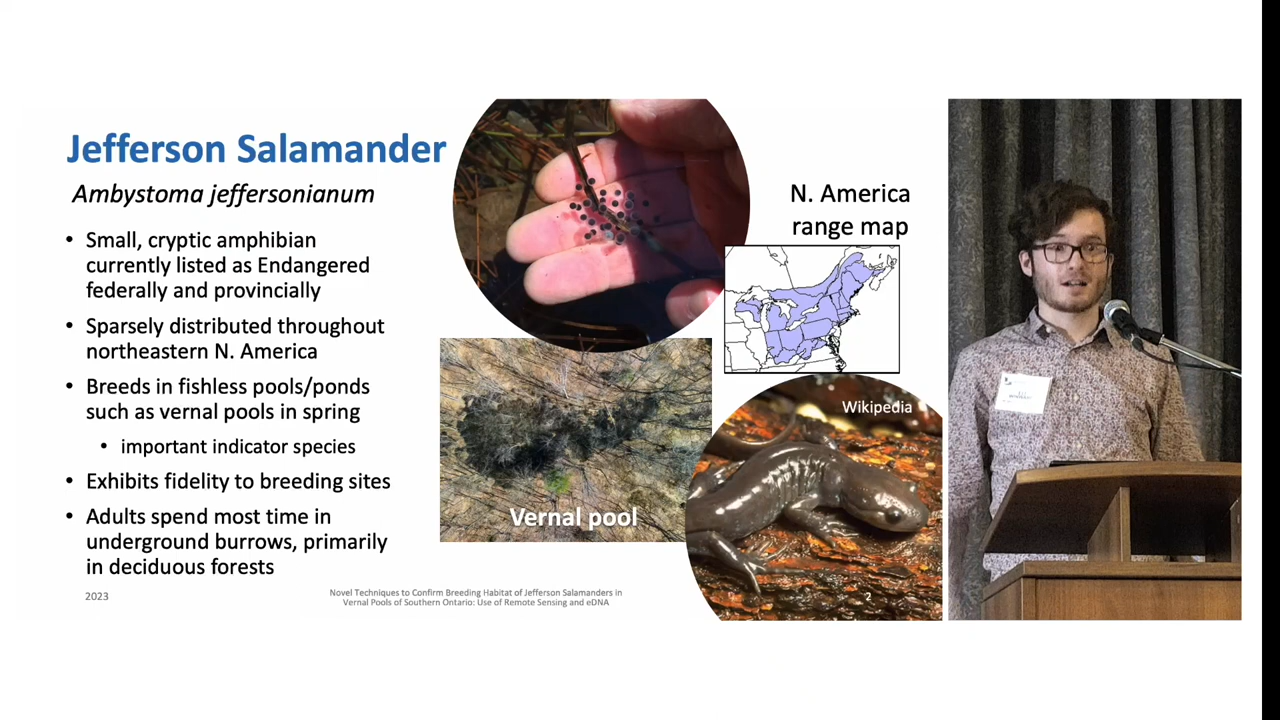 Jefferson Salamander
Ambystoma jeffersonianum
• Small, cryptic amphibian
currently listed as Endangered
federally and provincially
• Sparsely distributed throughout
northeastern N. America
• Breeds in fishless pools/ponds
such as vernal pools in spring
• important indicator species
• Exhibits fidelity to breeding sites
• Adults spend most time in
underground burrows, primarily
in deciduous forests
2023
Vernal pool
N. America
range map
Wikipedia
Novel Techniques to Confirm Breeding Habitat of Jefferson Salamanders in
Vernal Pools of Southern Ontario: Use of Remote Sensing and eDNA
2